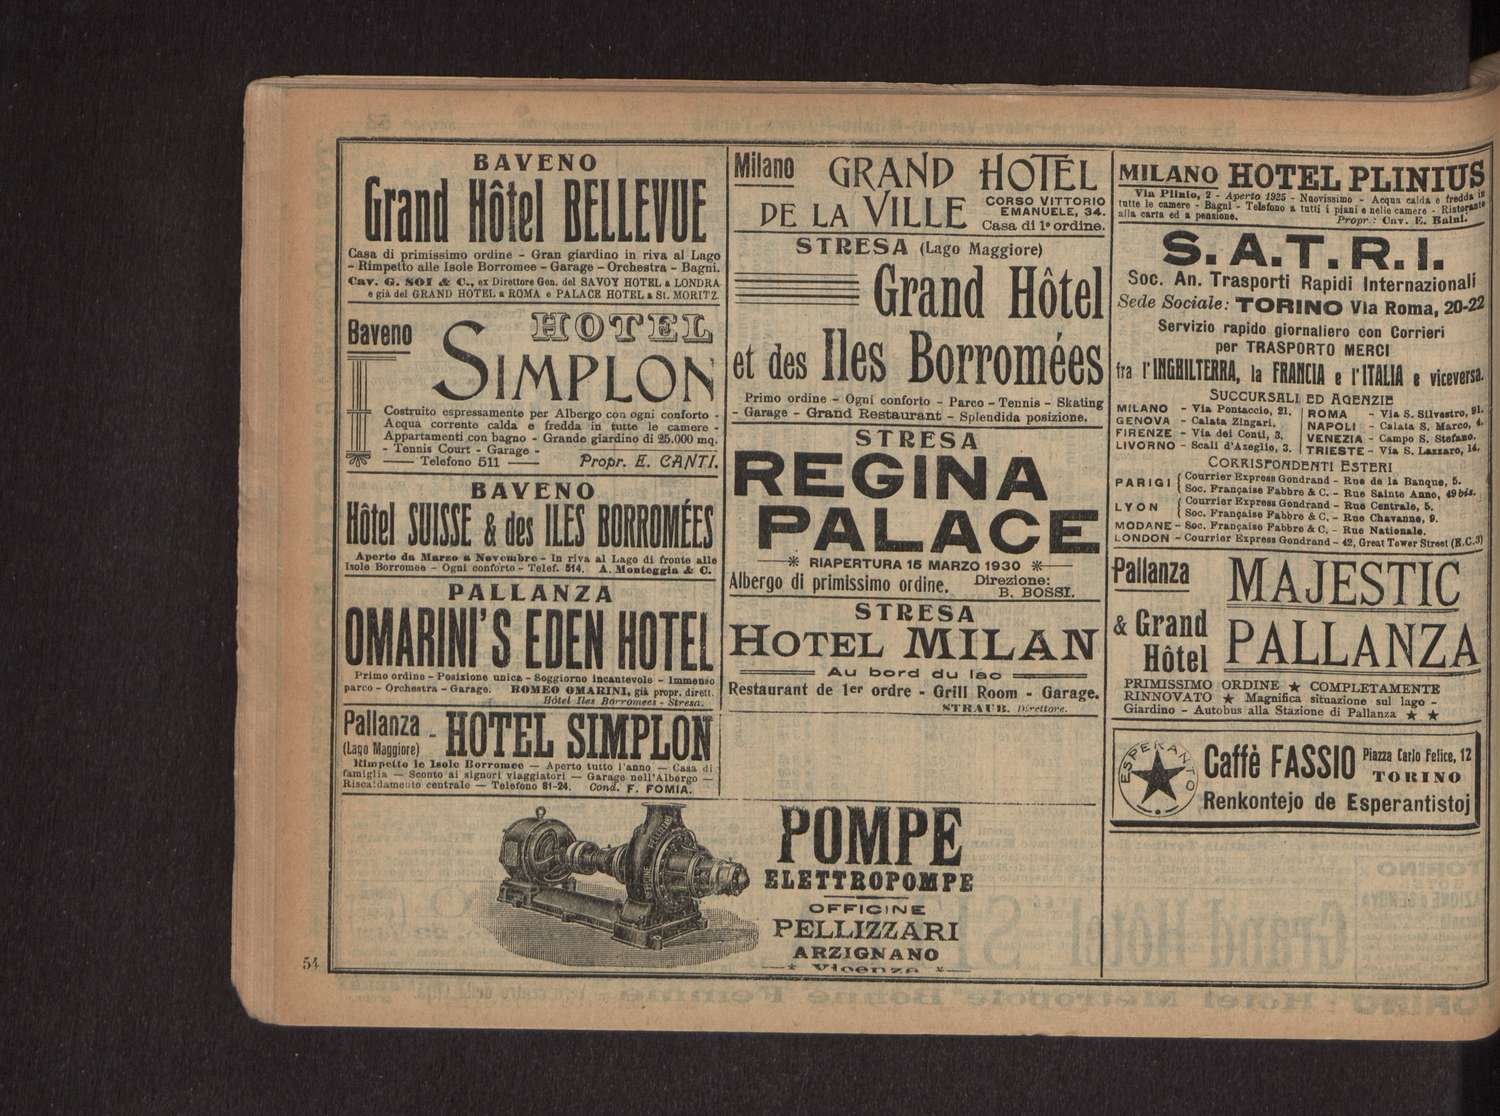 BAVENO
Grand Hôtel BELLEVUE
Casa di primissimo ordine - Gran giardino in riva al Lago
- Rimpetto alle Isole Borromee - Garage - Orchestra - Bagni.
Cav. G. SOI & C., ex Direttore Gen. del SAVOY HOTEL a LONDRA
e già del GRAND HOTEL a ROMA e PALACE HOTEL a St. MORITZ.
Baveno
HOTEL
SIMPLON
Costruito espressamente per Albergo con ogni conforto -
Acqua corrente calda e fredda in tutte le camere -
Appartamenti con bagno - Grande giardino di 25.000 mq.
- Tennis Court - Garage -
Telefono 511 Propr. E. CANTI.
BAVENO
Hôtel SUISSE & des ILES BORROMÉES
Aperto da Marzo a Novembre - In riva al Lago di fronte alle
Isole Borromee - Ogni conforto - Telef. 514. A. Monteggia & C.
PALLANZA
OMARINI'S EDEN HOTEL
Primo ordine - Posizione unica - Soggiorno incantevole - Immenso
parco - Orchestra - Garage. ROMEO OMARINI, già propr. dirett.
Hôtel Iles Borromees - Stresa.
Pallanza - HOTEL SIMPLON
(Lago Maggiore)
Rimpetto le Isole Borromee — Aperto tutto l'anno — Casa di
famiglia — Sconto ai signori viaggiatori — Garage nell'Albergo —
Riscaldamento centrale — Telefono 81-24. Cond. F. FOMIA.
Milano GRAND HOTEL
DE LA VILLE
CORSO VITTORIO
EMANUELE, 34.
Casa di 1º ordine.
STRESA (Lago Maggiore)
Grand Hôtel
et des Iles Borromées
Primo ordine - Ogni conforto - Parco - Tennis - Skating
- Garage - Grand Restaurant - Splendida posizione.
STRESA
REGINA
PALACE
RIAPERTURA 15 MARZO 1930
Albergo di primissimo ordine. Direzione:
B. BOSSI.
STRESA
HOTEL MILAN
Au bord du lac
Restaurant de 1er ordre - Grill Room - Garage.
STRAUB, Direttore.
POMPE
ELETTROPOMPE
OFFICINE
PELLIZZARI
ARZIGNANO
Vicenza
MILANO HOTEL PLINIUS
Via Plinio, 2 - Aperto 1925 - Nuovissimo - Acqua calda e fredda in
tutte le camere - Bagni - Telefono a tutti i piani e nelle camere - Ristorante
alla carta ed a pensione. Propr.: Cav. E. Raini.
S.A.T.R.I.
Soc. An. Trasporti Rapidi Internazionali
Sede Sociale: TORINO Via Roma, 20-22
Servizio rapido giornaliero con Corrieri
per TRASPORTO MERCI
fra l'INGHILTERRA, la FRANCIA e l'ITALIA e viceversa.
SUCCURSALI ED AGENZIE
MILANO - Via Pontaccio, 21.
GENOVA - Calata Zingari.
FIRENZE - Via dei Conti, 3.
LIVORNO - Scali d'Azeglio, 3.
ROMA - Via S. Silvestro, 91.
NAPOLI - Calata S. Marco, 4.
VENEZIA - Campo S. Stefano.
TRIESTE - Via S. Lazzaro, 14.
CORRISPONDENTI ESTERI
PARIGI { Courrier Express Gondrand - Rue de la Banque, 5.
Soc. Française Fabbre & C. - Rue Sainte Anne, 49 bis.
LYON { Courrier Express Gondrand - Rue Centrale, 5.
Soc. Française Fabbre & C. - Rue Chavanne, 9.
MODANE - Soc. Française Fabbre & C. - Rue Nationale.
LONDON - Courrier Express Gondrand - 42, Great Tower Street (E.C.3)
Pallanza MAJESTIC
& Grand Hôtel PALLANZA
PRIMISSIMO ORDINE ★ COMPLETAMENTE
RINNOVATO ★ Magnifica situazione sul lago -
Giardino - Autobus alla Stazione di Pallanza ★ ★
ESPERANTO
Caffè FASSIO Piazza Carlo Felice, 12
TORINO
Renkontejo de Esperantistoj
54